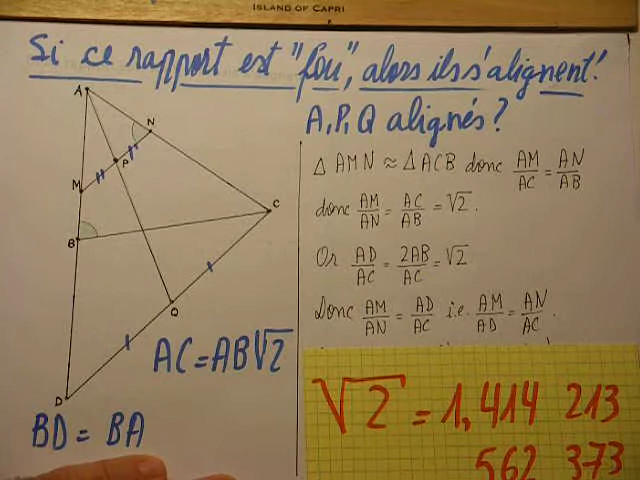 ISLAND OF CAPRI
Si ce rapport est "fou", alors ils s'alignent!
A, P, Q alignés?
A
N
P
M
C
B
Q
D
AC = AB√2
BD = BA
Δ AMN ≈ Δ ACB donc AM/AC = AN/AB
donc AM/AN = AC/AB = √2.
Or AD/AC = 2AB/AC = √2
Donc AM/AN = AD/AC i.e. AM/AD = AN/AC.
√2 = 1,414 213
562 373